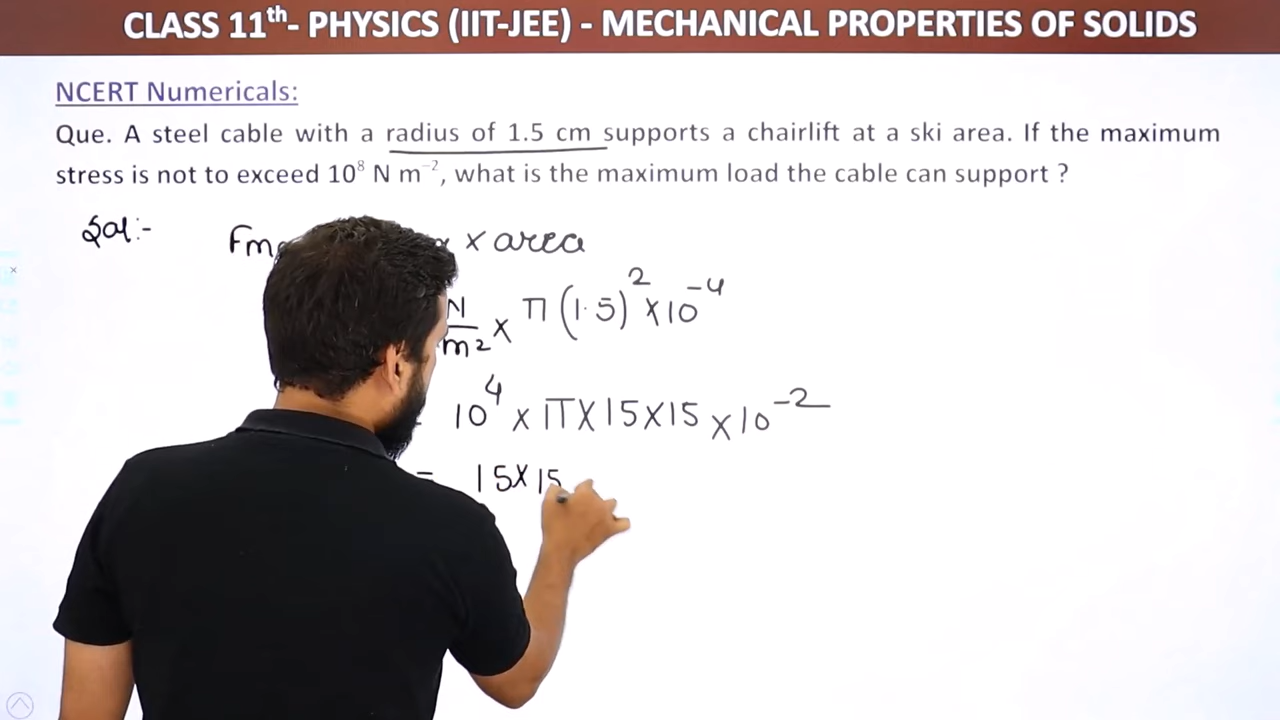 CLASS 11th- PHYSICS (IIT-JEE) - MECHANICAL PROPERTIES OF SOLIDS
NCERT Numericals:
Que. A steel cable with a radius of 1.5 cm supports a chairlift at a ski area. If the maximum
stress is not to exceed 10⁸ N m⁻², what is the maximum load the cable can support ?
Sol:-
Fm × area
N/m² × π(1.5)² × 10⁻⁴
10⁴ × π × 15 × 15 × 10⁻²
= 15 × 15